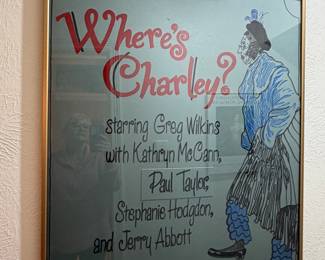 Where's
Charley?
starring Greg Wilkins
with Kathryn McCann,
Paul Taylor,
Stephanie Hodgdon,
and Jerry Abbott